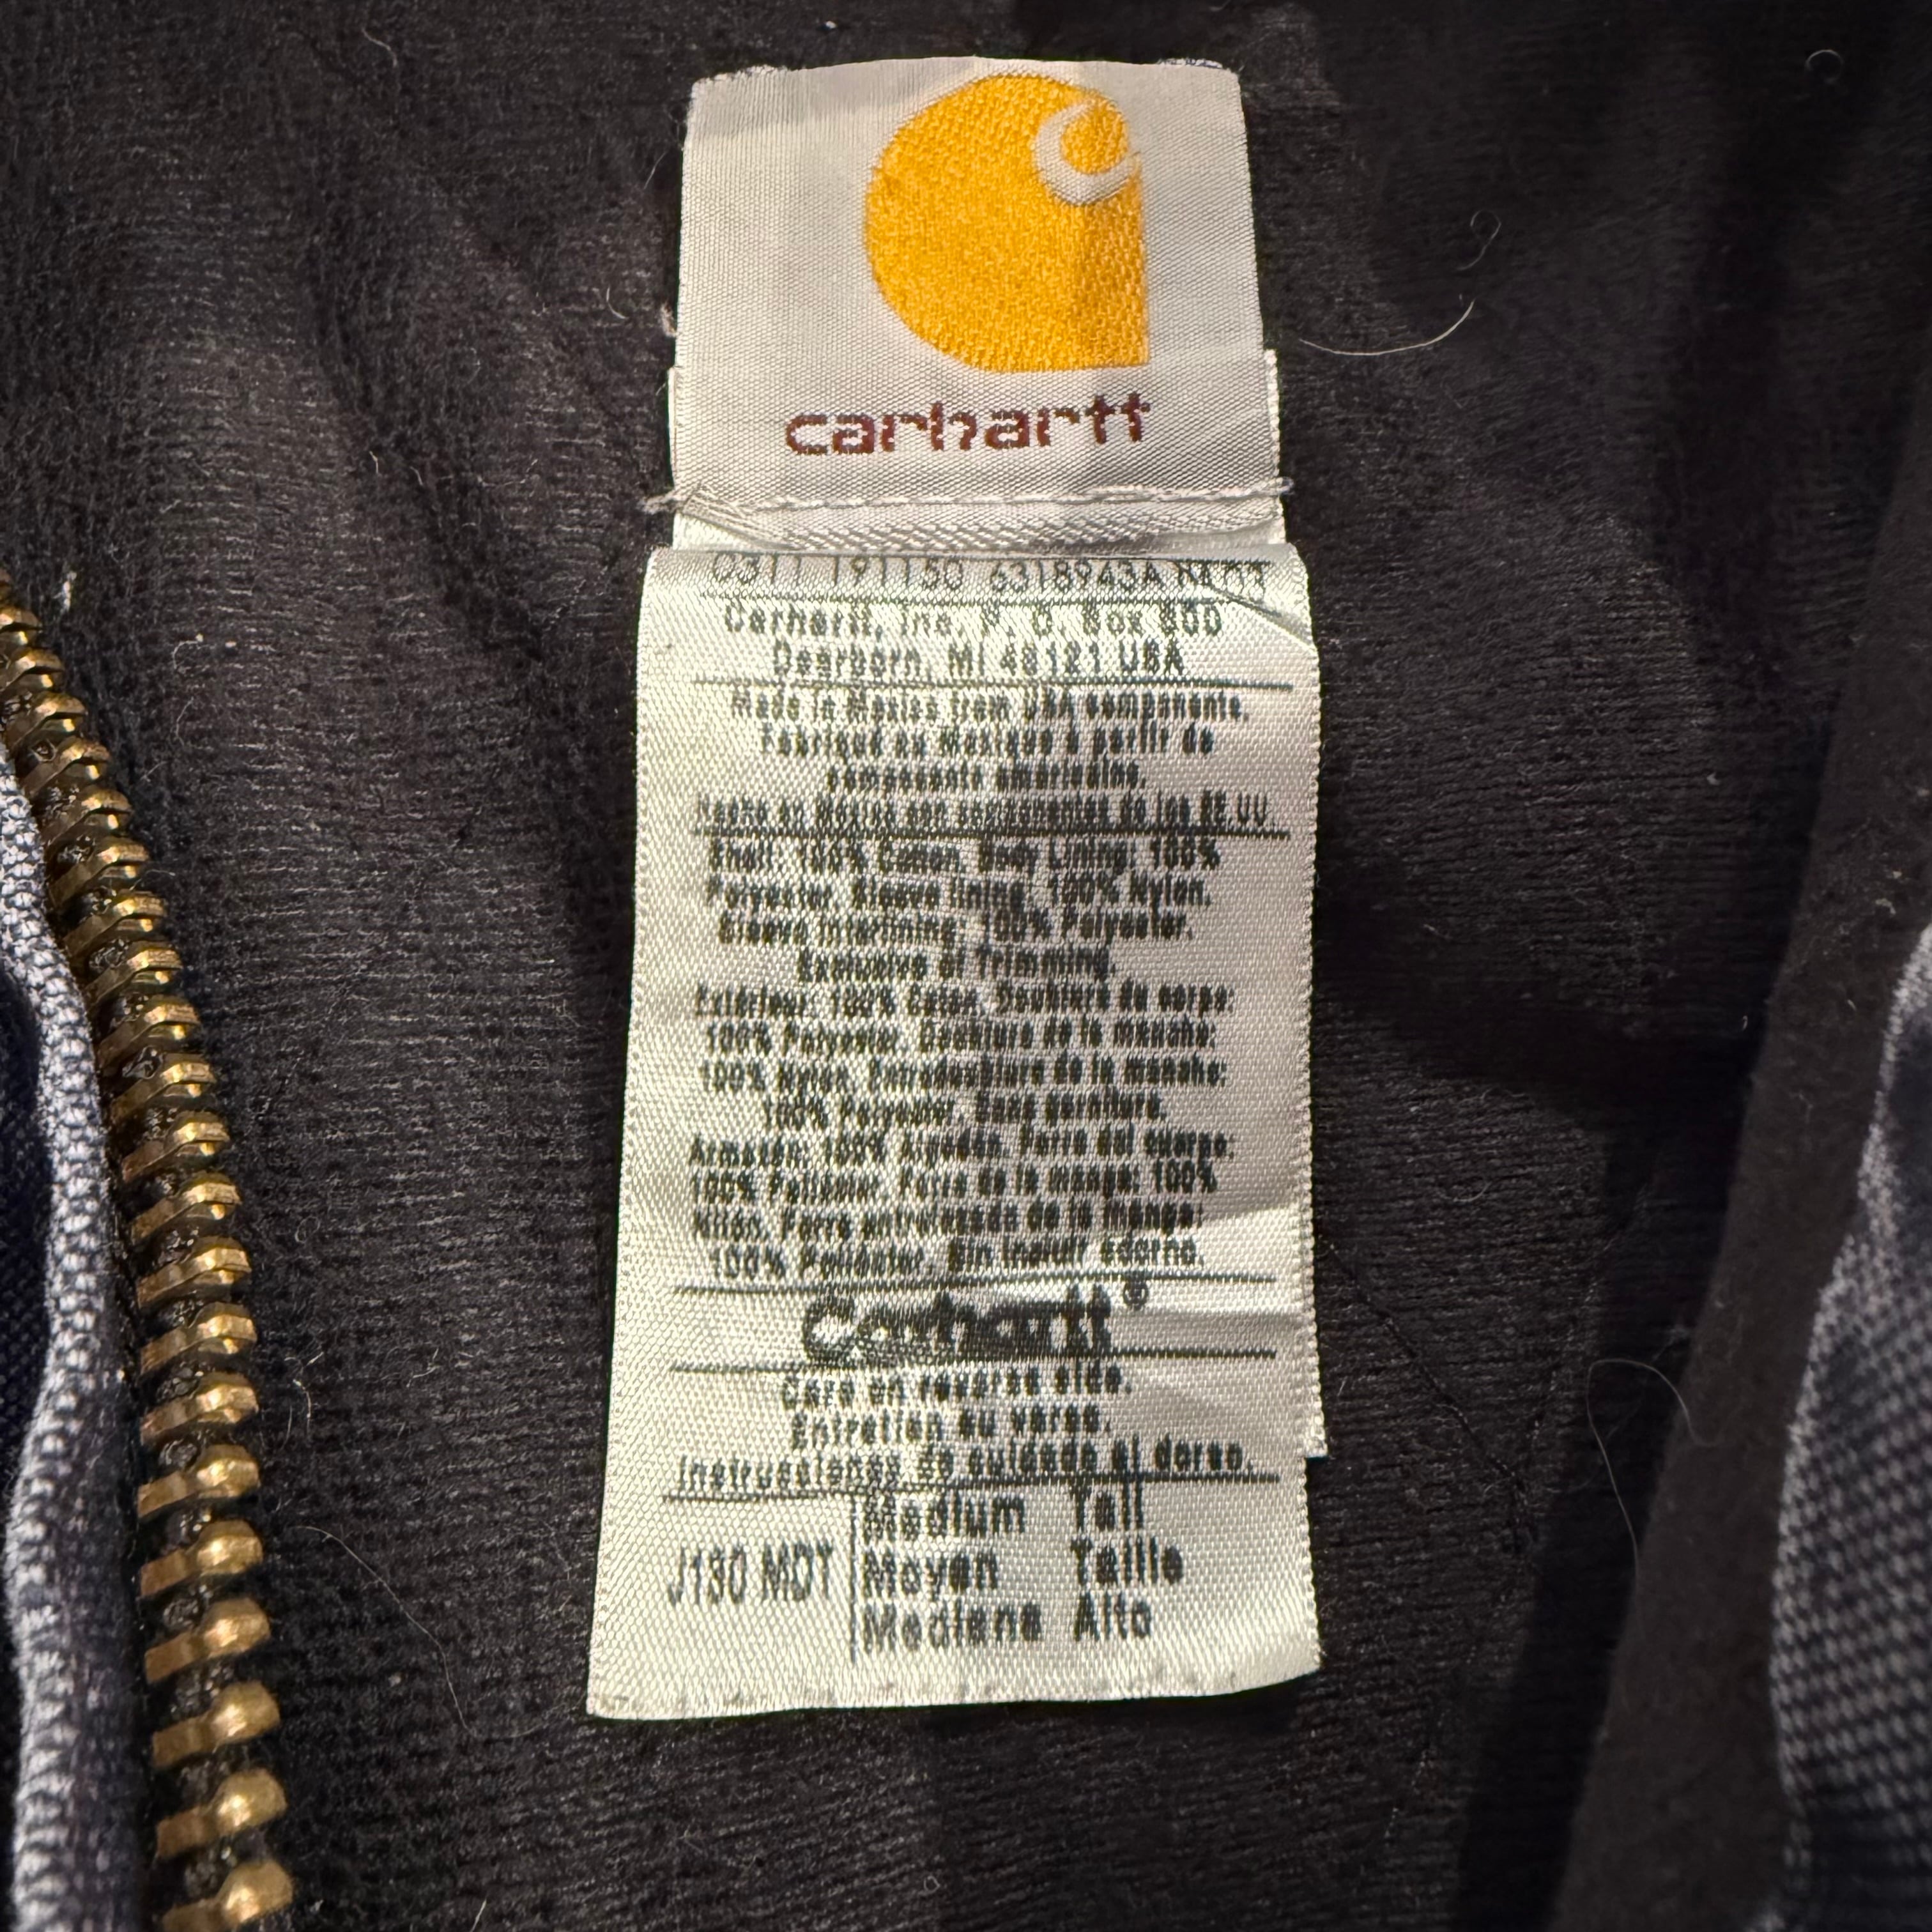 carhartt
0311 191150 6318943A
Carhartt, Inc. P. O. Box 600
Dearborn, MI 48121 USA
Made in Mexico from USA components.
Fabriqué au Mexique à partir de
composants américains.
Hecho en México con componentes de los EE.UU
Shell: 100% Cotton. Body Lining: 100%
Polyester. Sleeve lining: 100% Nylon.
Sleeve interlining: 100% Polyester.
Exclusive of Trimming.
Extérieur: 100% Coton. Doublure du corps:
100% Polyester. Doublure de la manche:
100% Nylon. Entredoublure de la manche:
100% Polyester. Sans garniture.
Armazón: 100% Algodón. Forro del cuerpo:
100% Poliéster. Forro de la manga: 100%
Nilón. Forro entrelazado de la manga:
100% Poliéster. Sin incluir adorno.
Carhartt®
Care on reverse side.
Entretien au verso.
Instrucciones de cuidado al dorso.
J130 MDT
Medium Tall
Moyen Taille
Mediana Alto